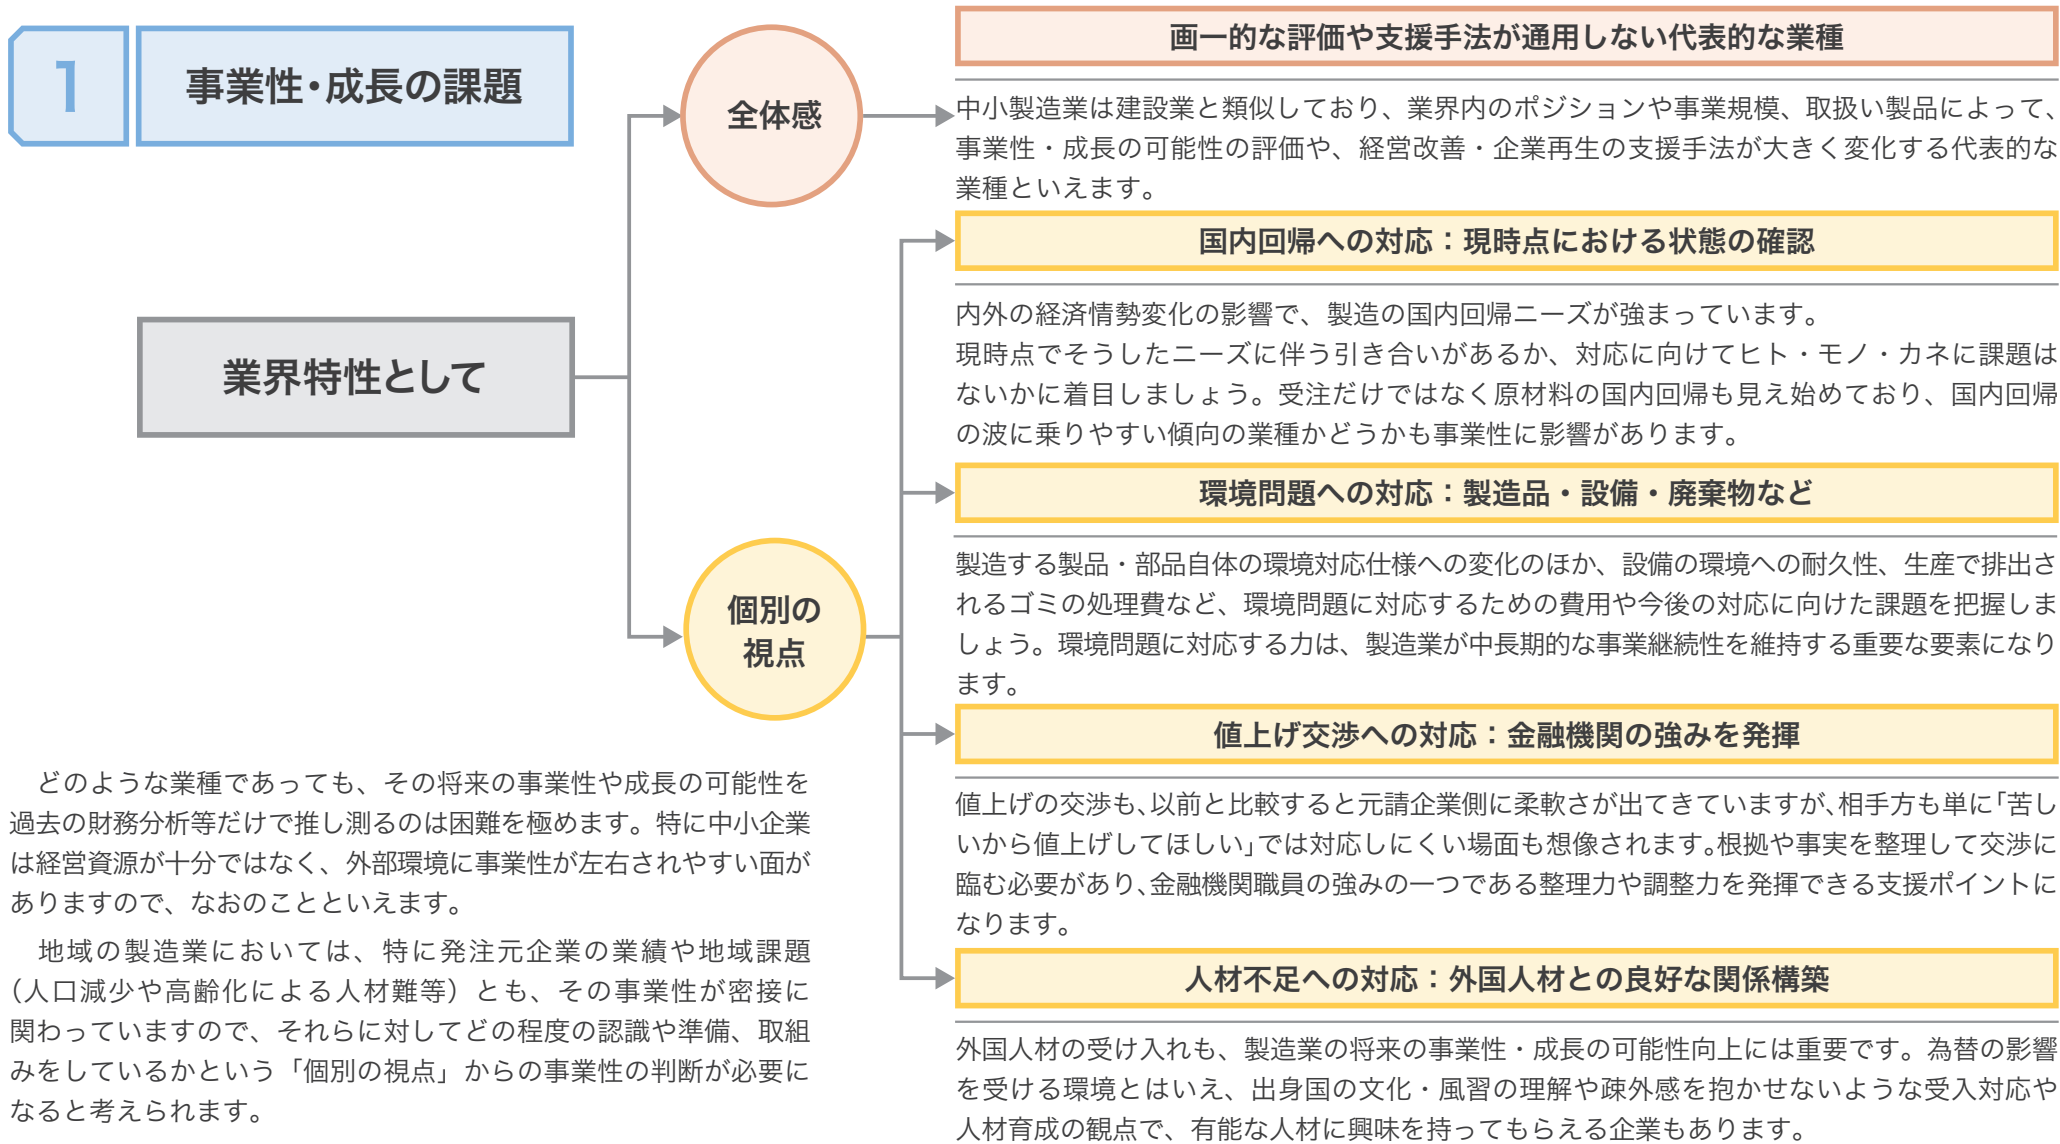 1
事業性・成長の課題
業界特性として
全体感
画一的な評価や支援手法が通用しない代表的な業種
中小製造業は建設業と類似しており、業界内のポジションや事業規模、取扱い製品によって、
事業性・成長の可能性の評価や、経営改善・企業再生の支援手法が大きく変化する代表的な
業種といえます。
個別の
視点
国内回帰への対応：現時点における状態の確認
内外の経済情勢変化の影響で、製造の国内回帰ニーズが強まっています。
現時点でそうしたニーズに伴う引き合いがあるか、対応に向けてヒト・モノ・カネに課題は
ないかに着目しましょう。受注だけではなく原材料の国内回帰も見え始めており、国内回帰
の波に乗りやすい傾向の業種かどうかも事業性に影響があります。
環境問題への対応：製造品・設備・廃棄物など
製造する製品・部品自体の環境対応仕様への変化のほか、設備の環境への耐久性、生産で排出さ
れるゴミの処理費など、環境問題に対応するための費用や今後の対応に向けた課題を把握しま
しょう。環境問題に対応する力は、製造業が中長期的な事業継続性を維持する重要な要素になり
ます。
値上げ交渉への対応：金融機関の強みを発揮
値上げの交渉も、以前と比較すると元請企業側に柔軟さが出てきていますが、相手方も単に「苦し
いから値上げしてほしい」では対応しにくい場面も想像されます。根拠や事実を整理して交渉に
臨む必要があり、金融機関職員の強みの一つである整理力や調整力を発揮できる支援ポイントに
なります。
人材不足への対応：外国人材との良好な関係構築
外国人材の受け入れも、製造業の将来の事業性・成長の可能性向上には重要です。為替の影響
を受ける環境とはいえ、出身国の文化・風習の理解や疎外感を抱かせないような受入対応や
人材育成の観点で、有能な人材に興味を持ってもらえる企業もあります。
どのような業種であっても、その将来の事業性や成長の可能性を
過去の財務分析等だけで推し測るのは困難を極めます。特に中小企業
は経営資源が十分ではなく、外部環境に事業性が左右されやすい面が
ありますので、なおのことといえます。
地域の製造業においては、特に発注元企業の業績や地域課題
（人口減少や高齢化による人材難等）とも、その事業性が密接に
関わっていますので、それらに対してどの程度の認識や準備、取組
みをしているかという「個別の視点」からの事業性の判断が必要に
なると考えられます。